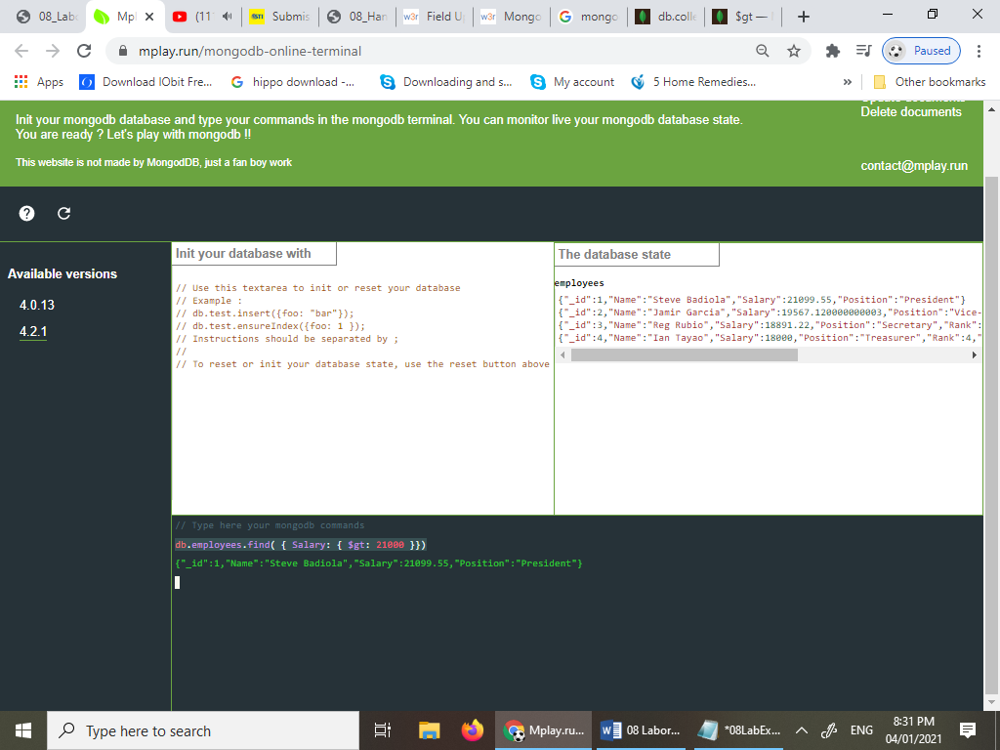 08_Lab
Mpl
(11
STI
Submis
08_Han
w3r
Field U
w3r
Mongo
mongo
db.colle
$gt —
mplay.run/mongodb-online-terminal
Paused
Apps
Download IObit Fre...
hippo download -...
Downloading and s...
My account
5 Home Remedies...
»
Other bookmarks
Update documents
Delete documents
Init your mongodb database and type your commands in the mongodb terminal. You can monitor live your mongodb database state.
You are ready ? Let's play with mongodb !!
This website is not made by MongodDB, just a fan boy work
contact@mplay.run
Available versions
4.0.13
4.2.1
Init your database with
// Use this textarea to init or reset your database
// Example :
// db.test.insert({foo: "bar"});
// db.test.ensureIndex({foo: 1 });
// Instructions should be separated by ;
//
// To reset or init your database state, use the reset button above
The database state
employees
{"_id":1,"Name":"Steve Badiola","Salary":21099.55,"Position":"President"}
{"_id":2,"Name":"Jamir Garcia","Salary":19567.120000000003,"Position":"Vice-
{"_id":3,"Name":"Reg Rubio","Salary":18891.22,"Position":"Secretary","Rank":
{"_id":4,"Name":"Ian Tayao","Salary":18000,"Position":"Treasurer","Rank":4,"
// Type here your mongodb commands
db.employees.find( { Salary: { $gt: 21000 }})
{"_id":1,"Name":"Steve Badiola","Salary":21099.55,"Position":"President"}
Type here to search
Mplay.ru...
08 Labor...
*08LabEx...
ENG
8:31 PM
04/01/2021